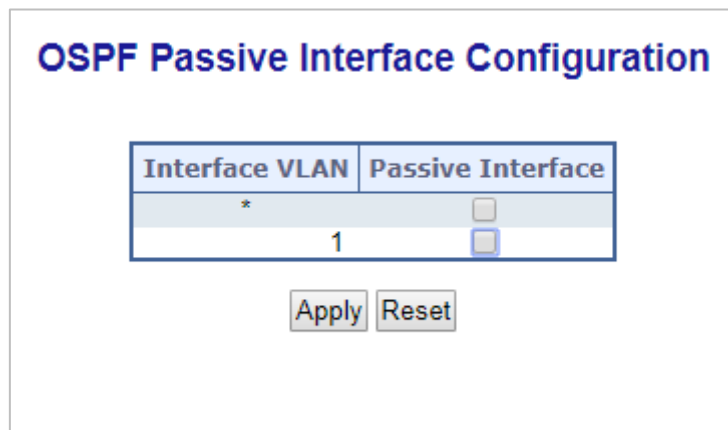 OSPF Passive Interface Configuration
Interface VLAN Passive Interface
*
1
Apply Reset